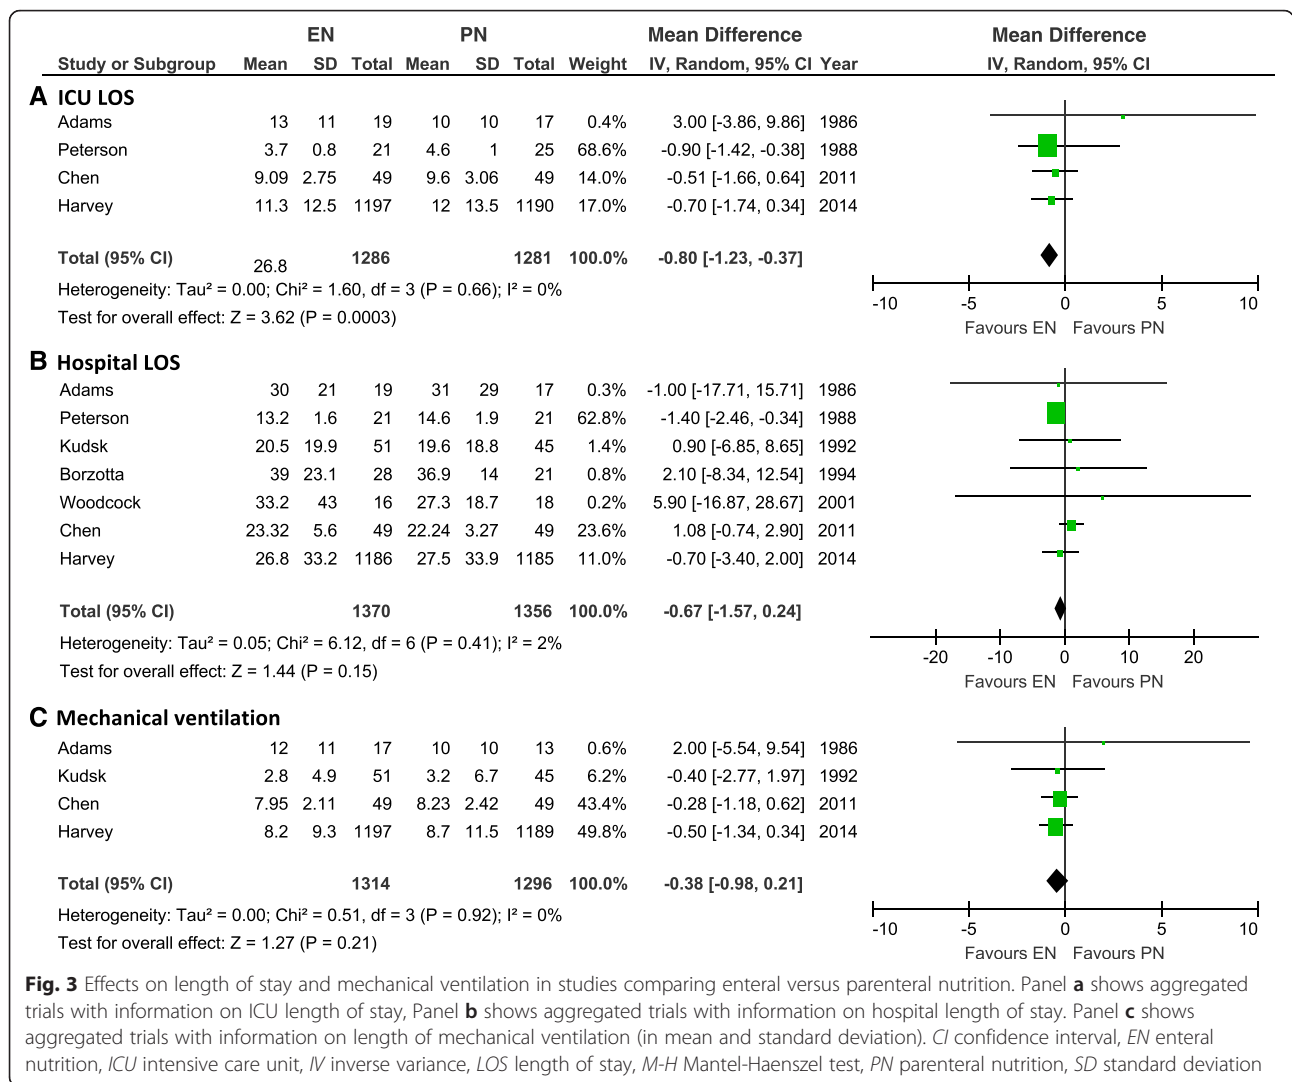 EN PN Mean Difference Mean Difference
Study or Subgroup Mean SD Total Mean SD Total Weight IV, Random, 95% CI Year IV, Random, 95% CI
A ICU LOS
Adams 13 11 19 10 10 17 0.4% 3.00 [-3.86, 9.86] 1986
Peterson 3.7 0.8 21 4.6 1 25 68.6% -0.90 [-1.42, -0.38] 1988
Chen 9.09 2.75 49 9.6 3.06 49 14.0% -0.51 [-1.66, 0.64] 2011
Harvey 11.3 12.5 1197 12 13.5 1190 17.0% -0.70 [-1.74, 0.34] 2014
Total (95% CI) 1286 1281 100.0% -0.80 [-1.23, -0.37]
26.8
Heterogeneity: Tau² = 0.00; Chi² = 1.60, df = 3 (P = 0.66); I² = 0%
-10 -5 0 5 10
Test for overall effect: Z = 3.62 (P = 0.0003)
Favours EN Favours PN
B Hospital LOS
Adams 30 21 19 31 29 17 0.3% -1.00 [-17.71, 15.71] 1986
Peterson 13.2 1.6 21 14.6 1.9 21 62.8% -1.40 [-2.46, -0.34] 1988
Kudsk 20.5 19.9 51 19.6 18.8 45 1.4% 0.90 [-6.85, 8.65] 1992
Borzotta 39 23.1 28 36.9 14 21 0.8% 2.10 [-8.34, 12.54] 1994
Woodcock 33.2 43 16 27.3 18.7 18 0.2% 5.90 [-16.87, 28.67] 2001
Chen 23.32 5.6 49 22.24 3.27 49 23.6% 1.08 [-0.74, 2.90] 2011
Harvey 26.8 33.2 1186 27.5 33.9 1185 11.0% -0.70 [-3.40, 2.00] 2014
Total (95% CI) 1370 1356 100.0% -0.67 [-1.57, 0.24]
Heterogeneity: Tau² = 0.05; Chi² = 6.12, df = 6 (P = 0.41); I² = 2%
-20 -10 0 10 20
Test for overall effect: Z = 1.44 (P = 0.15)
Favours EN Favours PN
C Mechanical ventilation
Adams 12 11 17 10 10 13 0.6% 2.00 [-5.54, 9.54] 1986
Kudsk 2.8 4.9 51 3.2 6.7 45 6.2% -0.40 [-2.77, 1.97] 1992
Chen 7.95 2.11 49 8.23 2.42 49 43.4% -0.28 [-1.18, 0.62] 2011
Harvey 8.2 9.3 1197 8.7 11.5 1189 49.8% -0.50 [-1.34, 0.34] 2014
Total (95% CI) 1314 1296 100.0% -0.38 [-0.98, 0.21]
Heterogeneity: Tau² = 0.00; Chi² = 0.51, df = 3 (P = 0.92); I² = 0%
-10 -5 0 5 10
Test for overall effect: Z = 1.27 (P = 0.21)
Favours EN Favours PN
Fig. 3 Effects on length of stay and mechanical ventilation in studies comparing enteral versus parenteral nutrition. Panel a shows aggregated
trials with information on ICU length of stay, Panel b shows aggregated trials with information on hospital length of stay. Panel c shows
aggregated trials with information on length of mechanical ventilation (in mean and standard deviation). CI confidence interval, EN enteral
nutrition, ICU intensive care unit, IV inverse variance, LOS length of stay, M-H Mantel-Haenszel test, PN parenteral nutrition, SD standard deviation